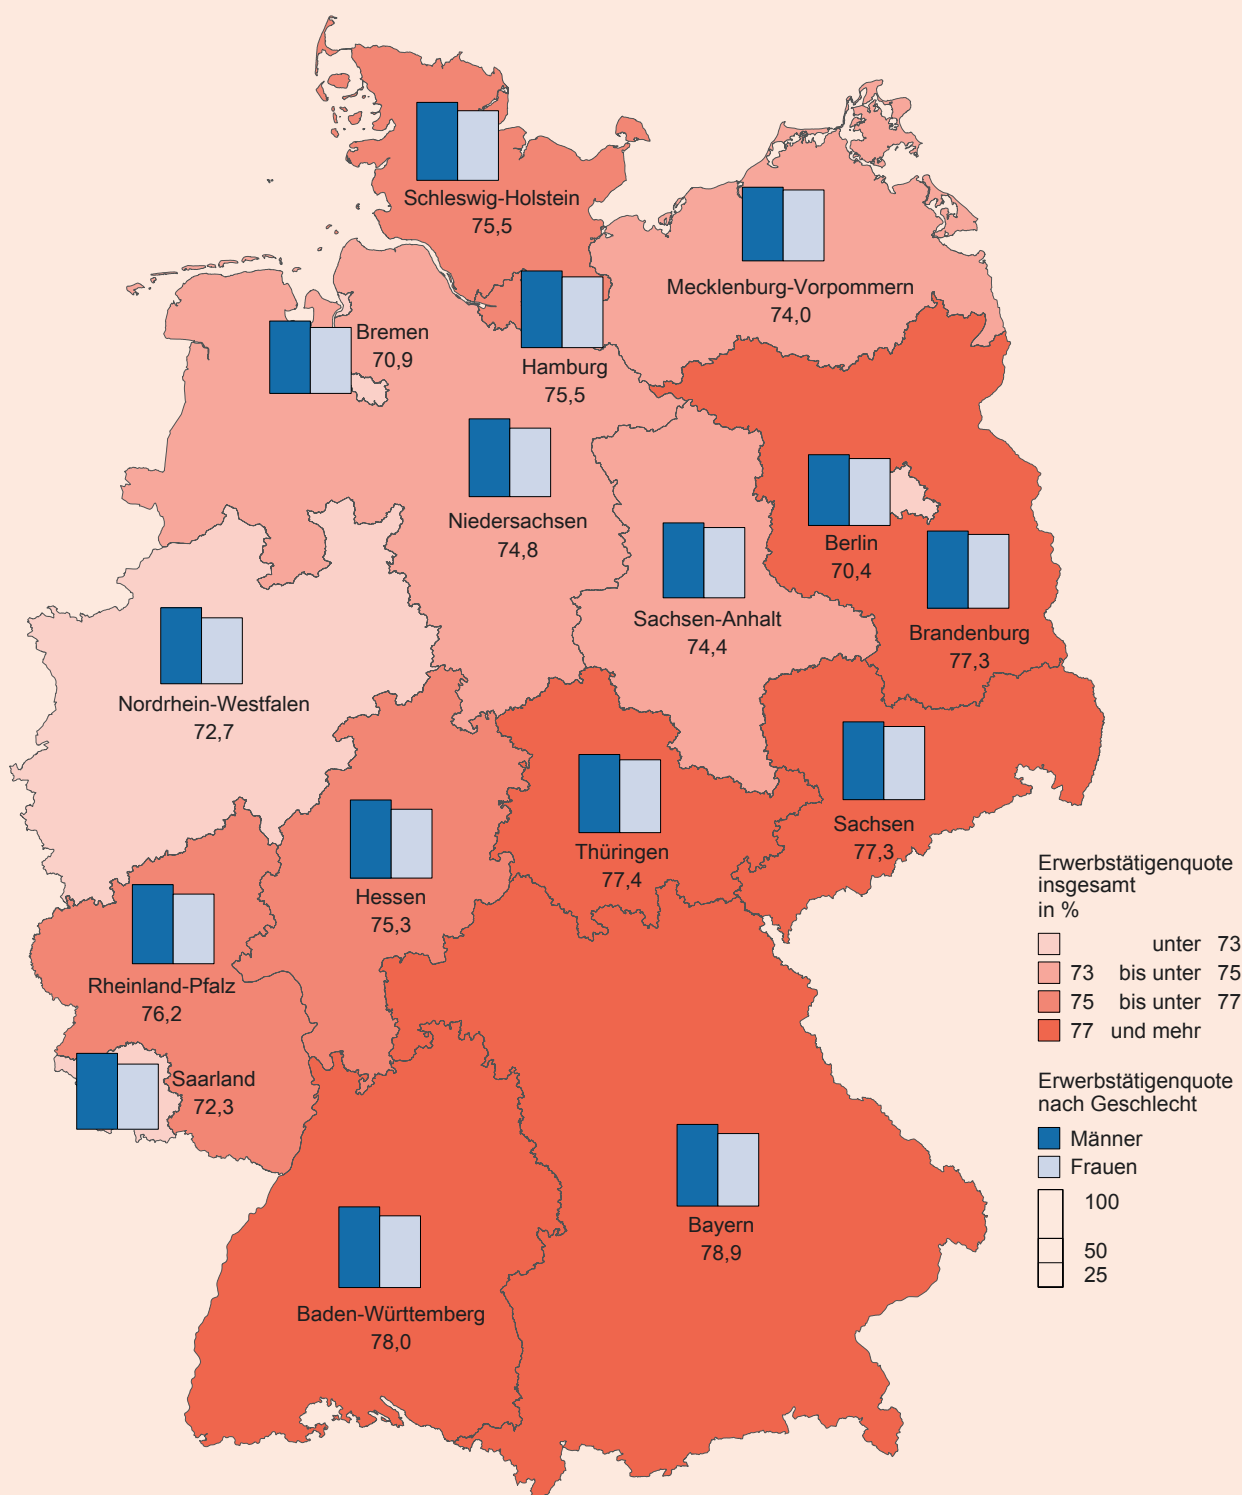 Schleswig-Holstein
75,5
Mecklenburg-Vorpommern
74,0
Hamburg
75,5
Bremen
70,9
Niedersachsen
74,8
Berlin
70,4
Sachsen-Anhalt
74,4
Brandenburg
77,3
Nordrhein-Westfalen
72,7
Sachsen
77,3
Thüringen
77,4
Hessen
75,3
Rheinland-Pfalz
76,2
Saarland
72,3
Bayern
78,9
Baden-Württemberg
78,0
Erwerbstätigenquote
insgesamt
in %
unter 73
73 bis unter 75
75 bis unter 77
77 und mehr
Erwerbstätigenquote
nach Geschlecht
Männer
Frauen
100
50
25